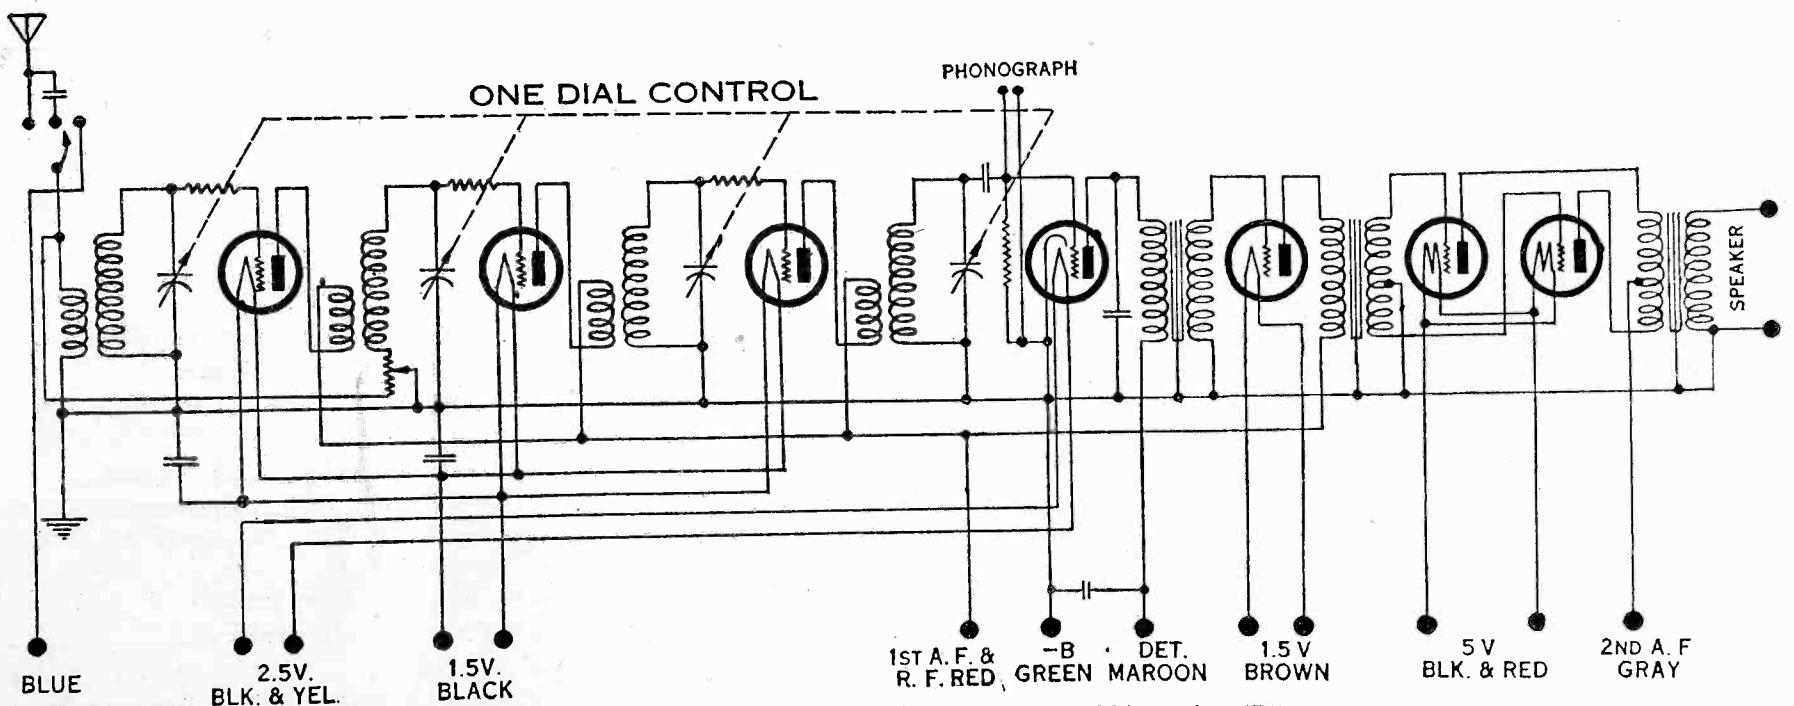 PHONOGRAPH
ONE DIAL CONTROL
SPEAKER
BLUE
2.5V.
BLK. & YEL.
1.5V.
BLACK
1ST A. F. &
R. F. RED
-B
GREEN
DET.
MAROON
1.5 V
BROWN
5 V
BLK. & RED
2ND A. F
GRAY